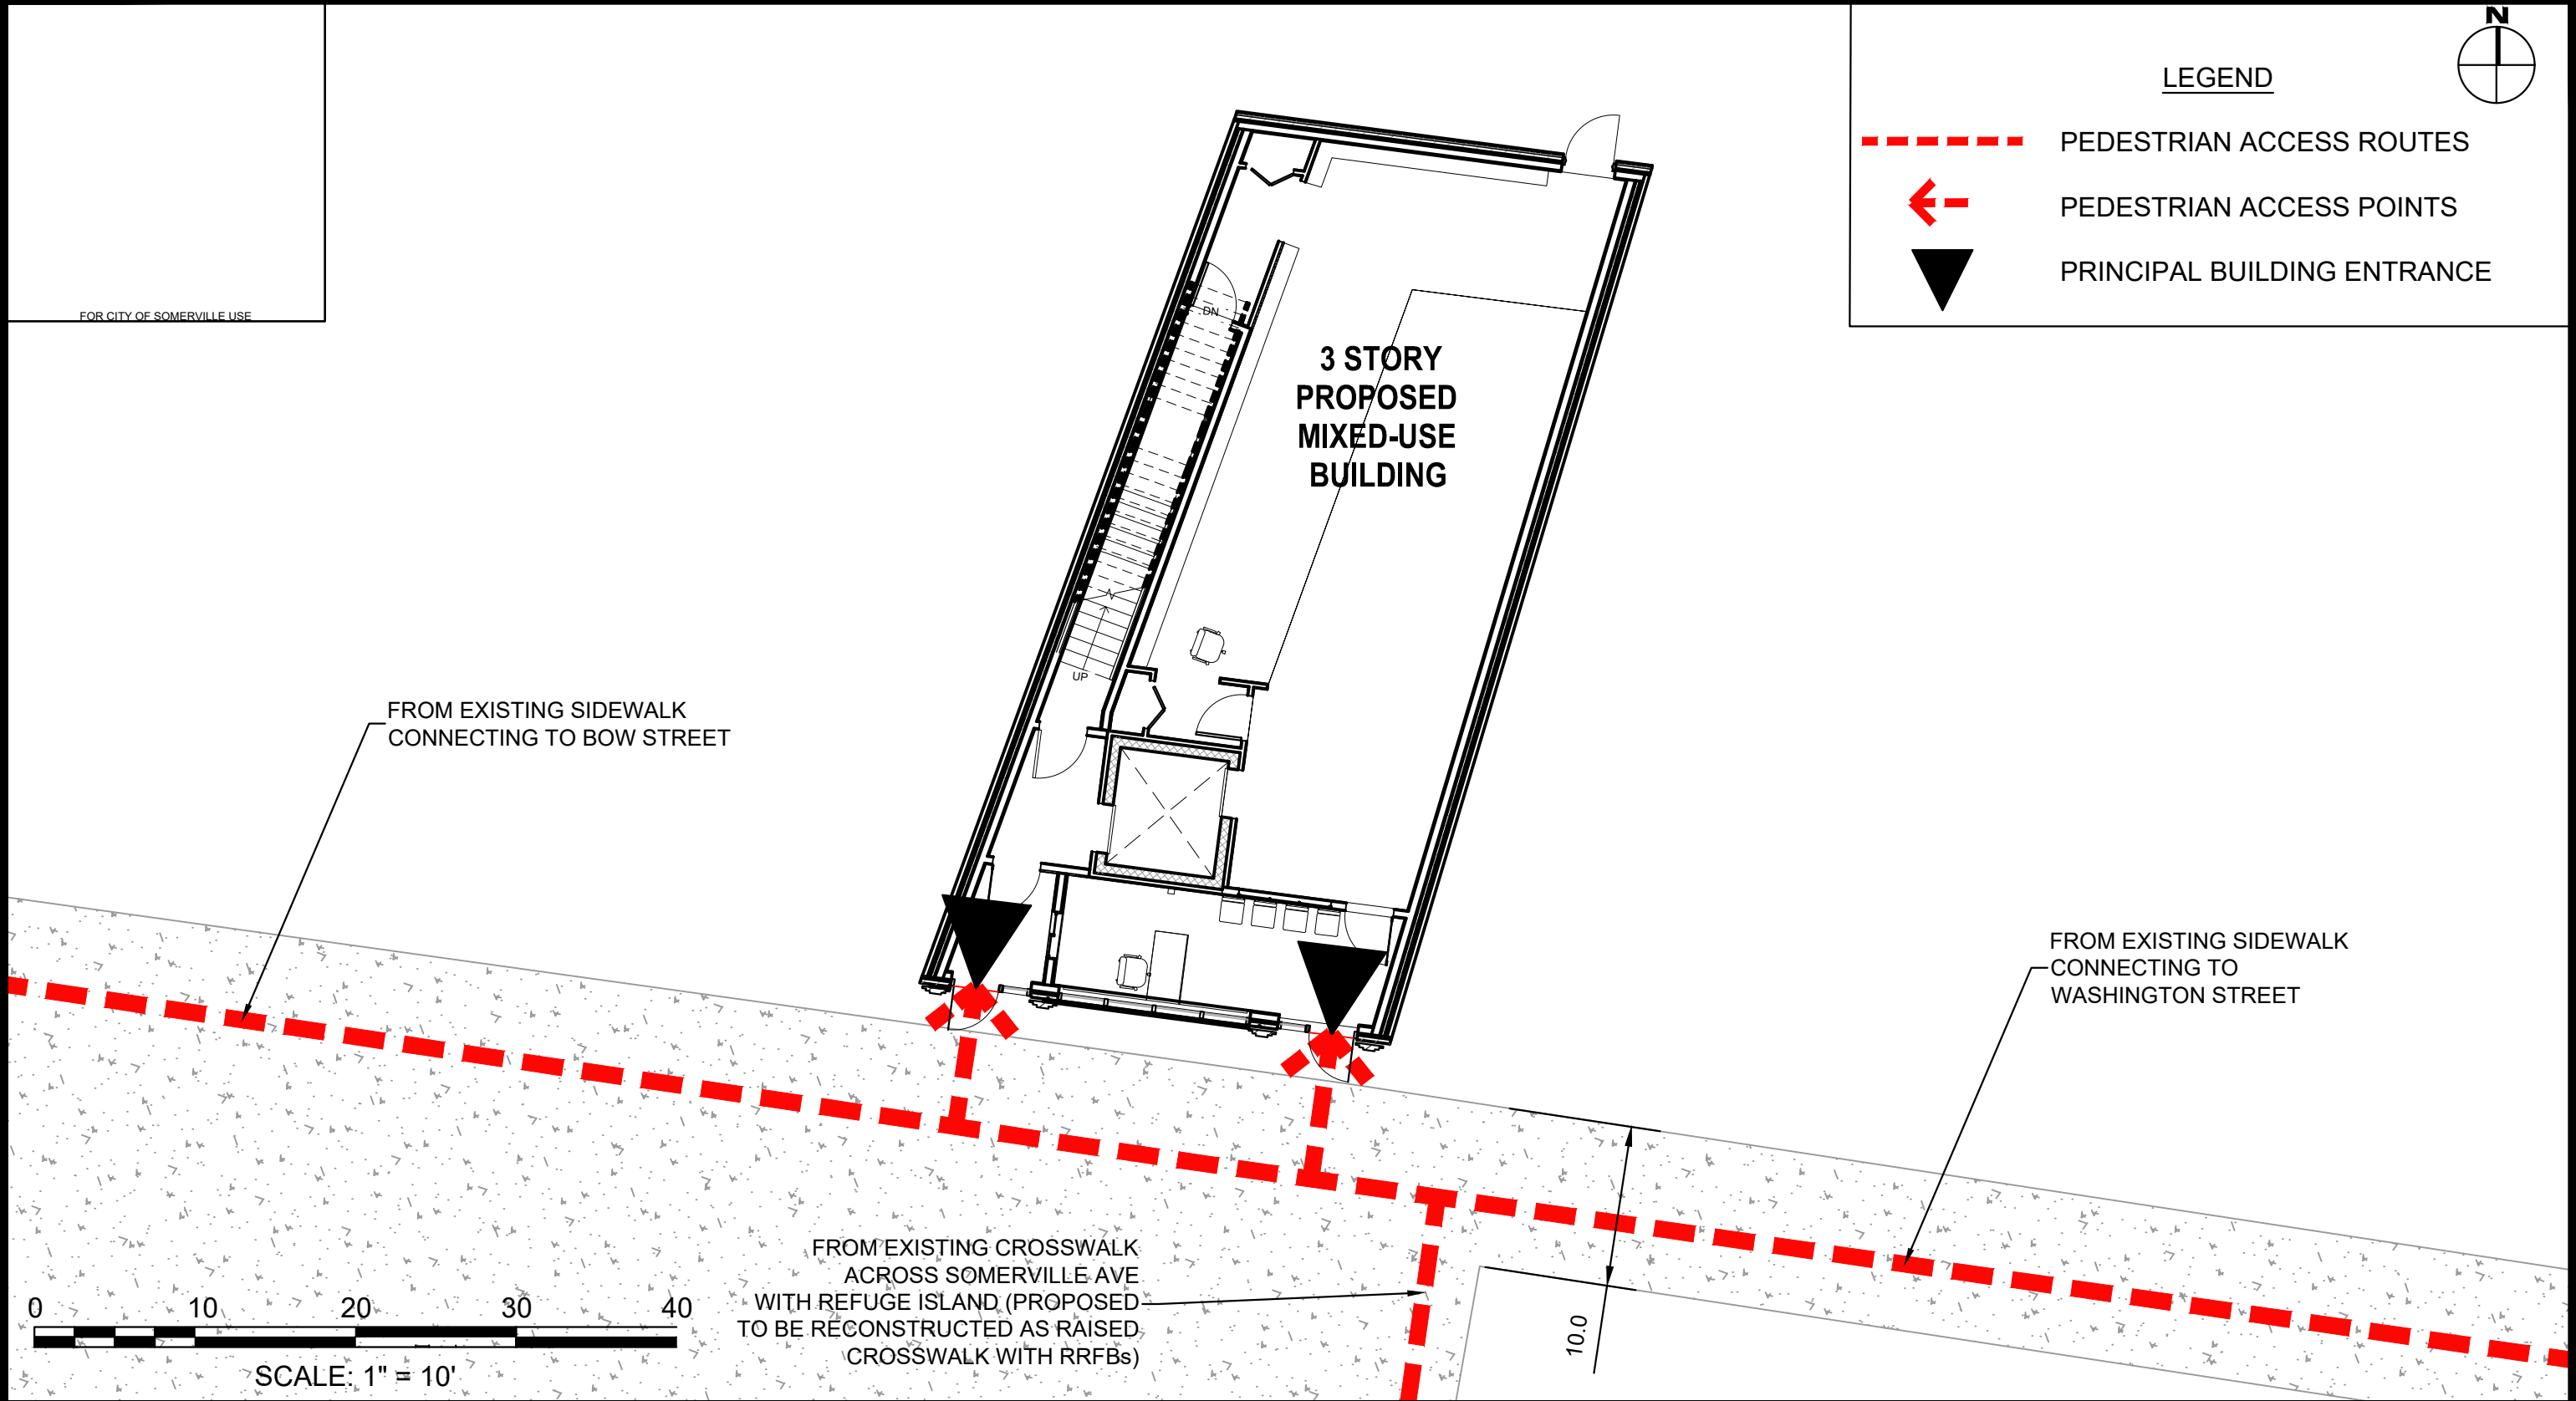 FOR CITY OF SOMERVILLE USE
N
LEGEND
PEDESTRIAN ACCESS ROUTES
PEDESTRIAN ACCESS POINTS
PRINCIPAL BUILDING ENTRANCE
DN
3 STORY
PROPOSED
MIXED-USE
BUILDING
UP
FROM EXISTING SIDEWALK
CONNECTING TO BOW STREET
FROM EXISTING SIDEWALK
CONNECTING TO
WASHINGTON STREET
FROM EXISTING CROSSWALK
ACROSS SOMERVILLE AVE
WITH REFUGE ISLAND (PROPOSED
TO BE RECONSTRUCTED AS RAISED
CROSSWALK WITH RRFBs)
10.0
0 10 20 30 40
SCALE: 1" = 10'